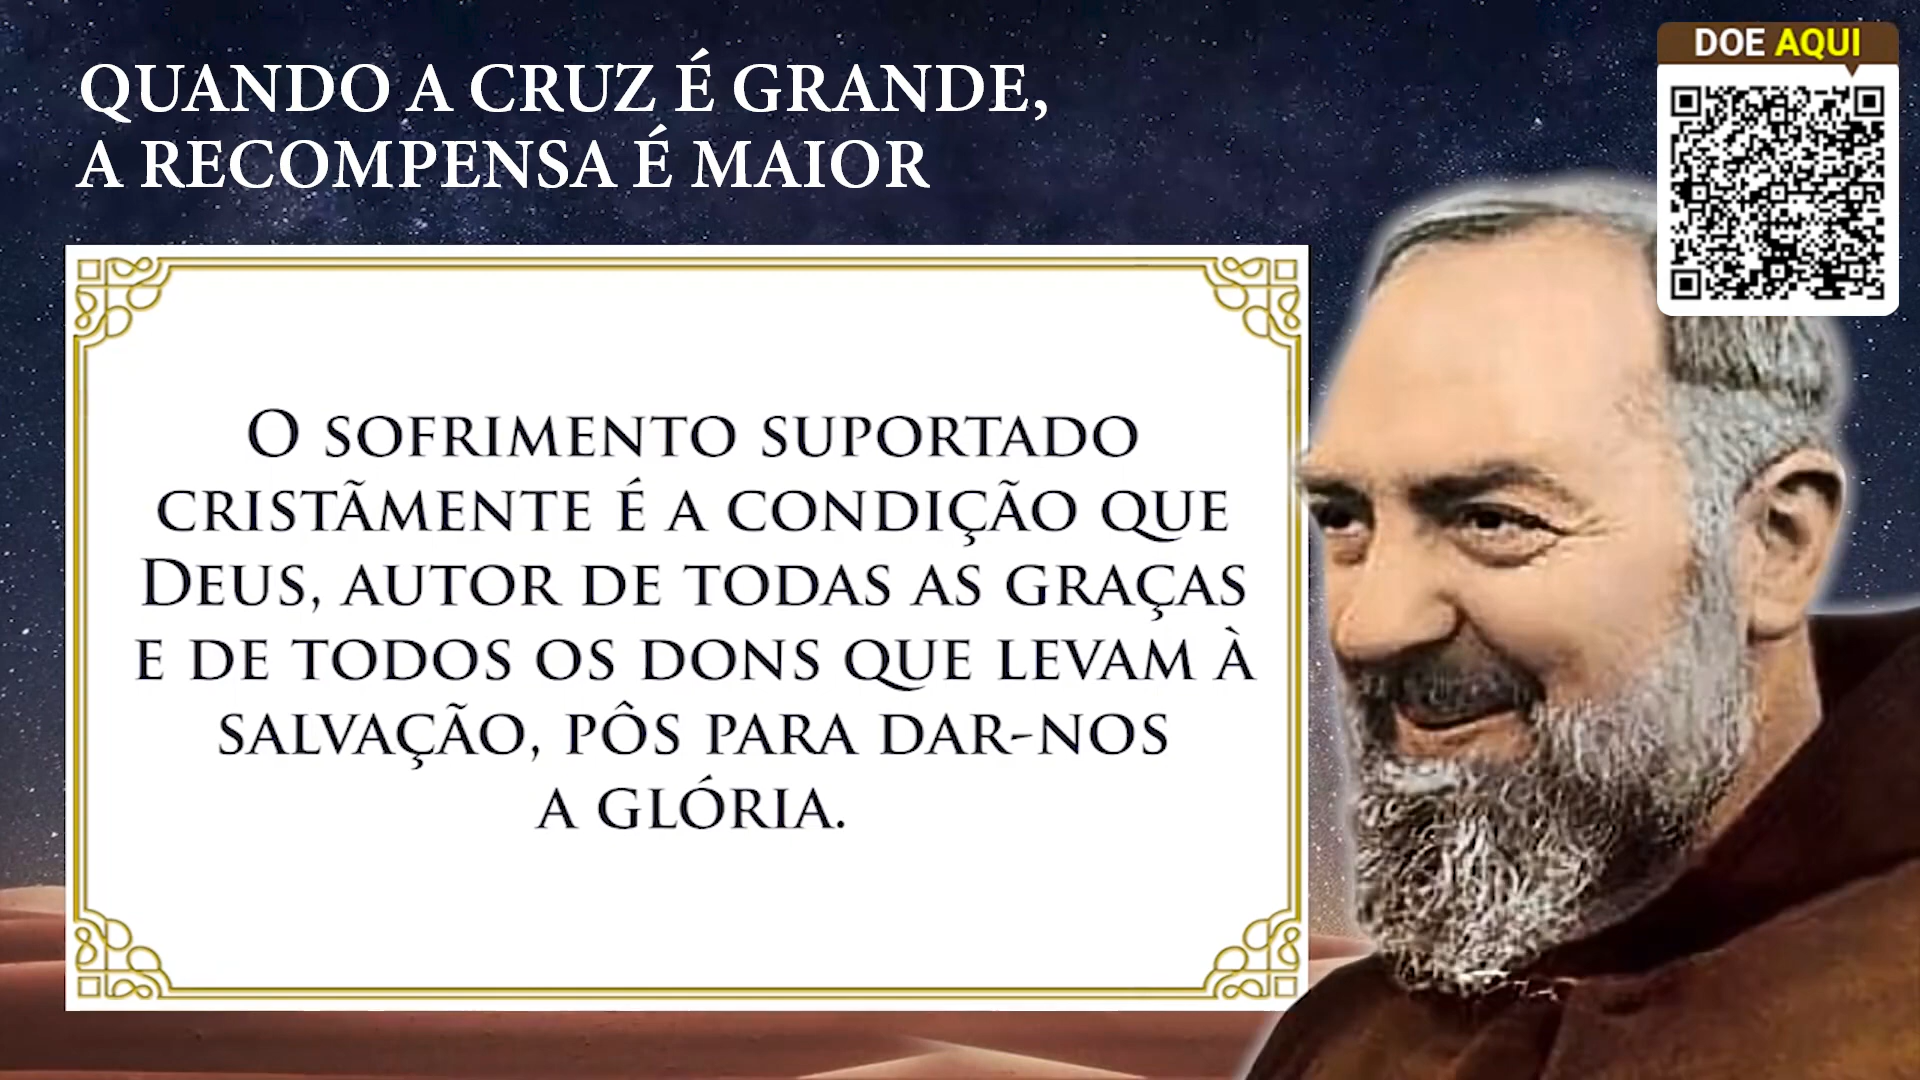 QUANDO A CRUZ É GRANDE,
A RECOMPENSA É MAIOR
DOE AQUI
O SOFRIMENTO SUPORTADO
CRISTÃMENTE É A CONDIÇÃO QUE
DEUS, AUTOR DE TODAS AS GRAÇAS
E DE TODOS OS DONS QUE LEVAM À
SALVAÇÃO, PÔS PARA DAR-NOS
A GLÓRIA.